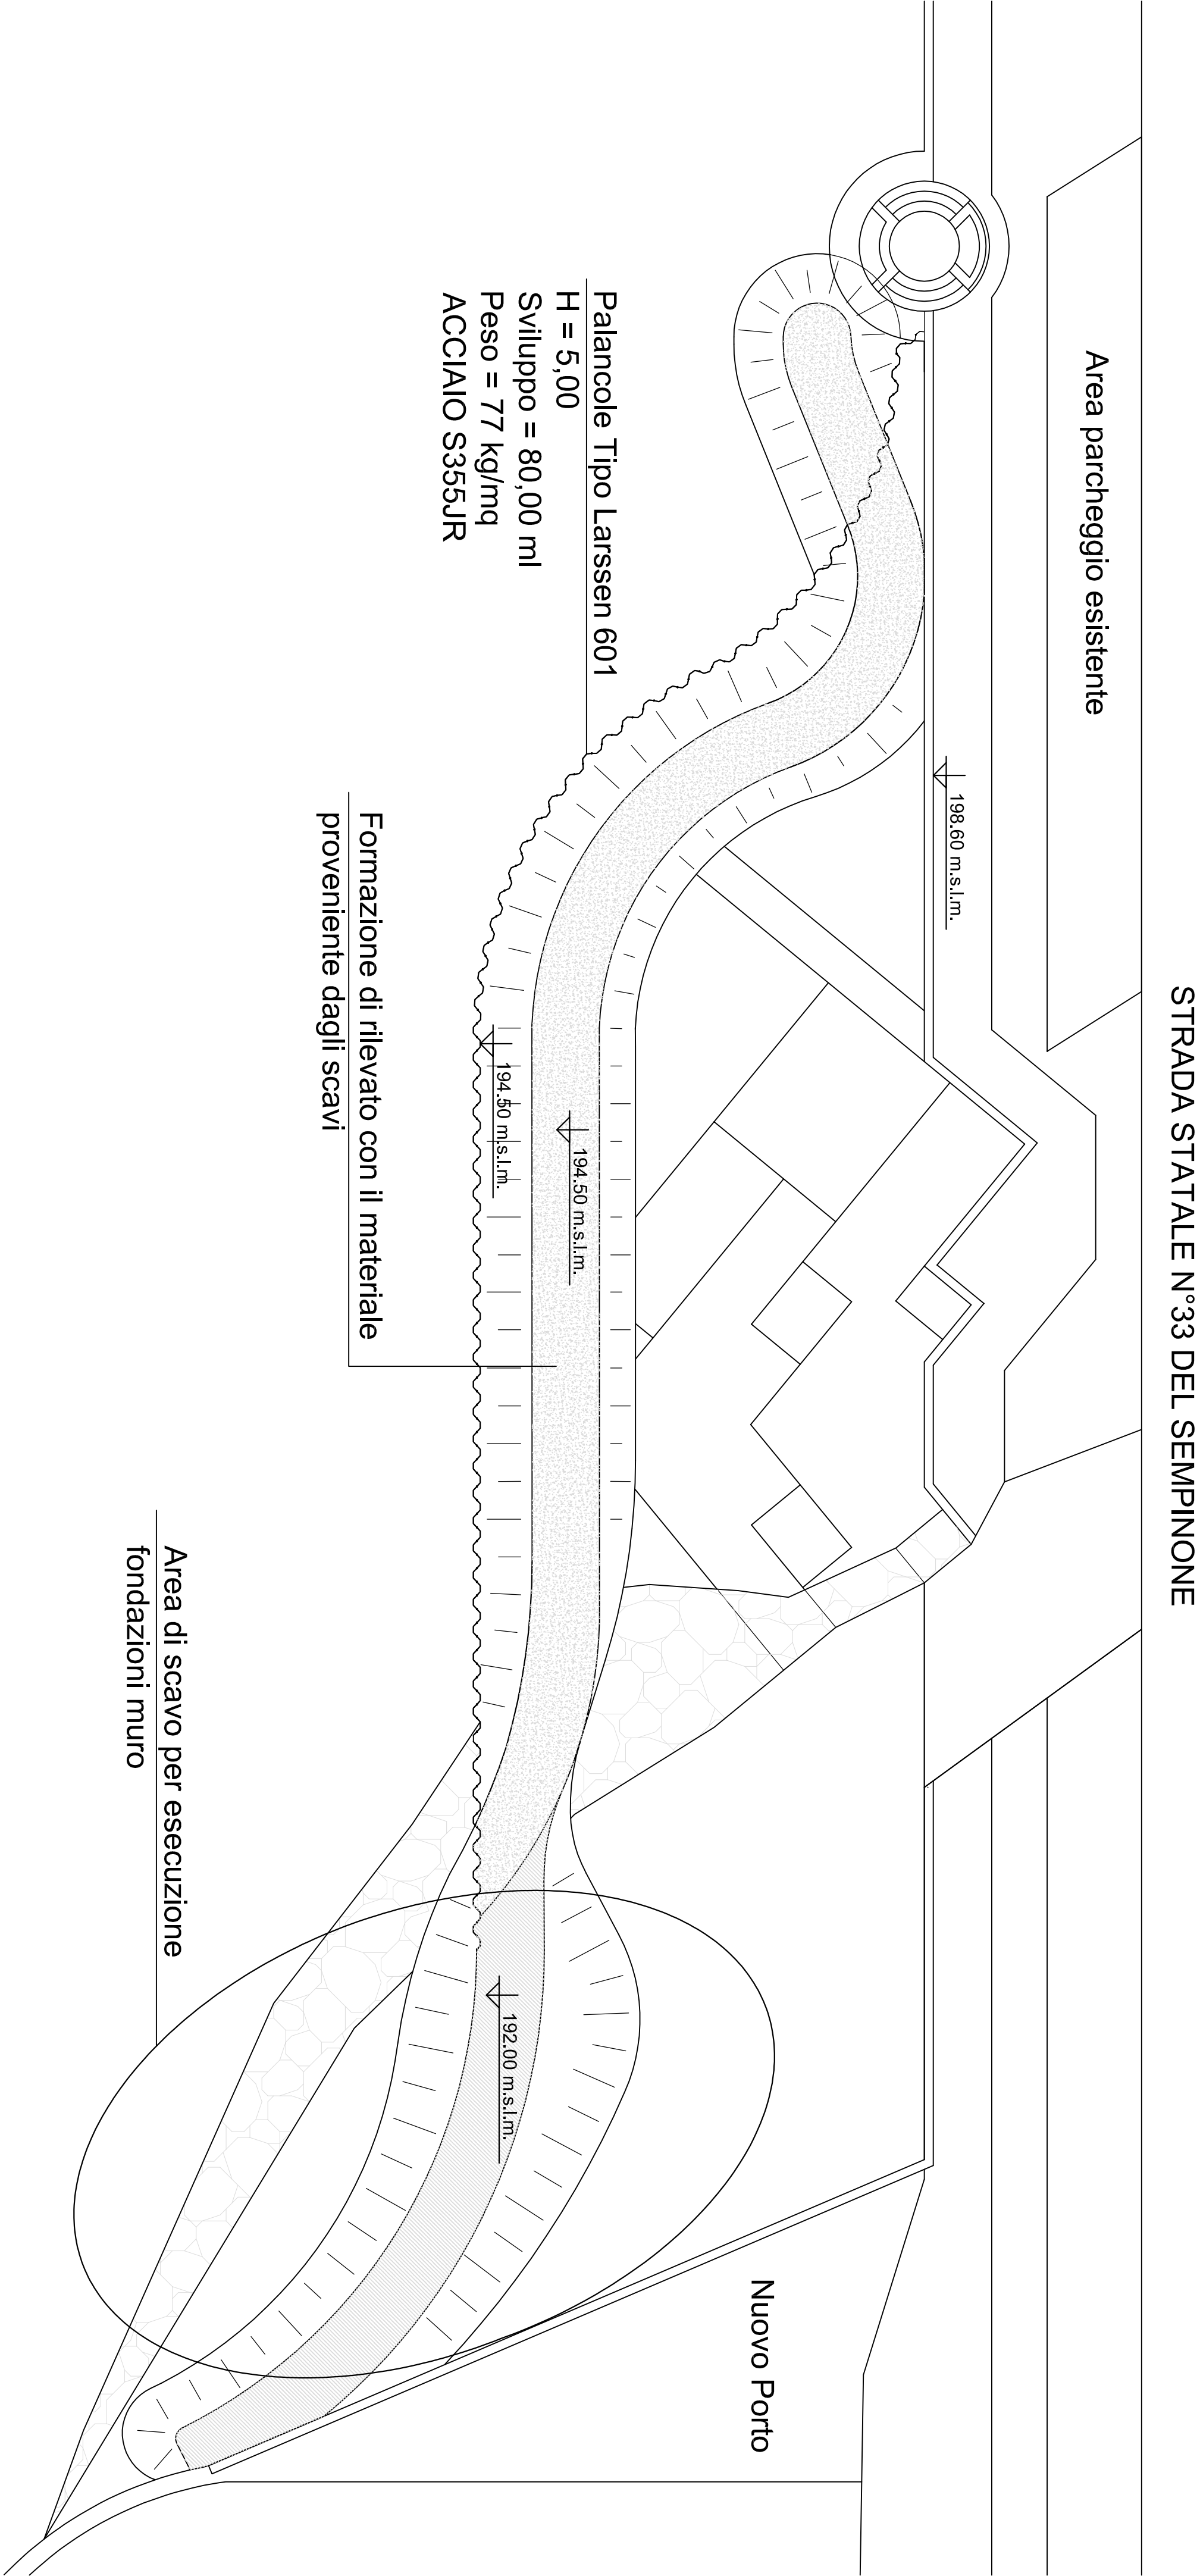 STRADA STATALE N°33 DEL SEMPINONE
Area parcheggio esistente
198.60 m.s.l.m.
Palancole Tipo Larssen 601
H = 5,00
Sviluppo = 80,00 ml
Peso = 77 kg/mq
ACCIAIO S355JR
194.50 m.s.l.m.
194.50 m.s.l.m.
Formazione di rilevato con il materiale
proveniente dagli scavi
192.00 m.s.l.m.
Nuovo Porto
Area di scavo per esecuzione
fondazioni muro